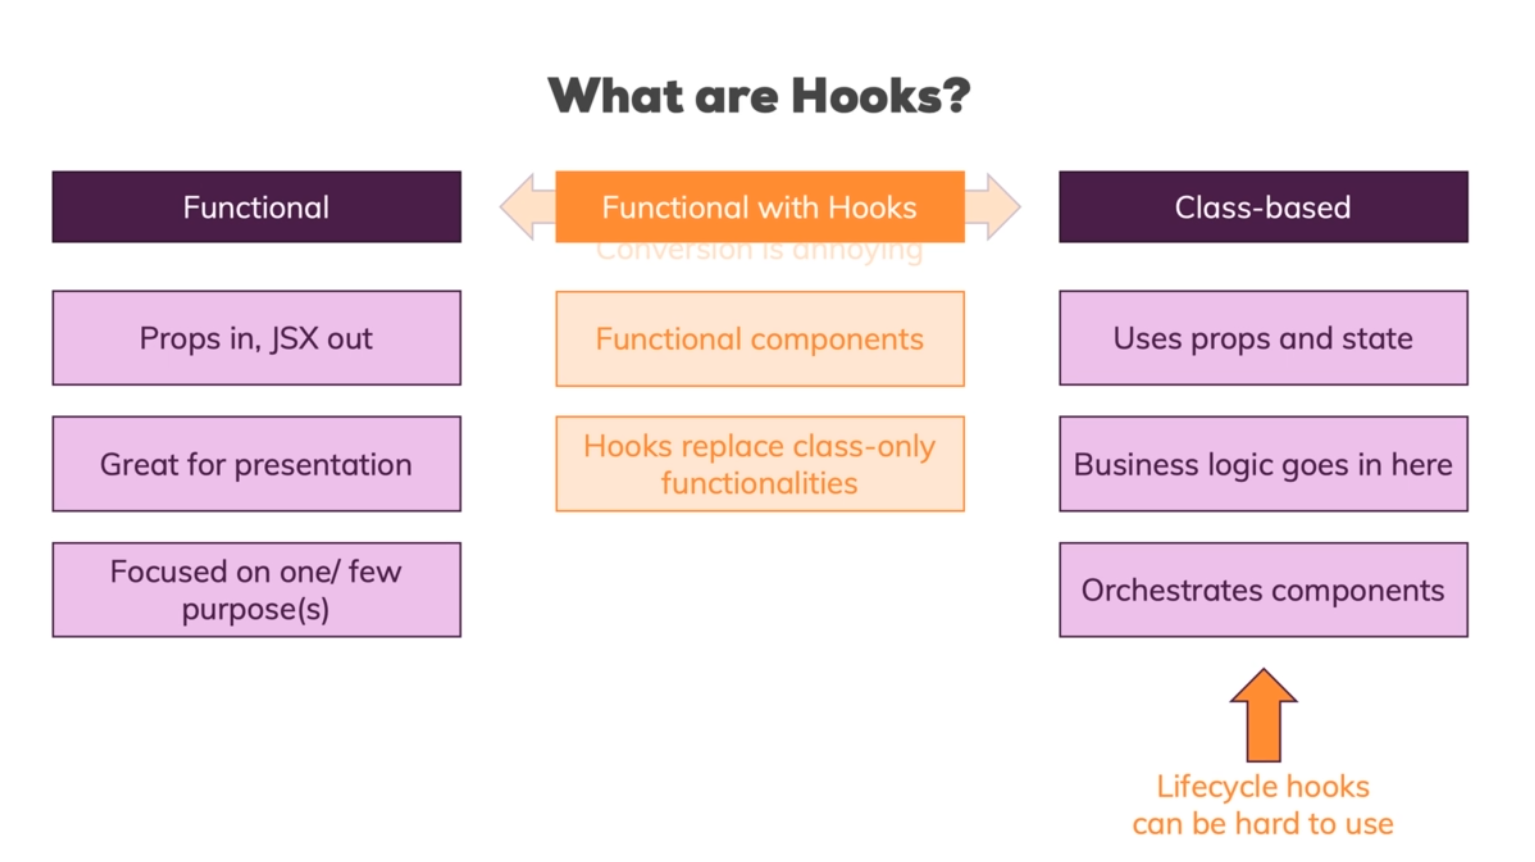 What are Hooks?
Functional
Functional with Hooks
Class-based
Conversion is annoying
Props in, JSX out
Functional components
Uses props and state
Great for presentation
Hooks replace class-only
functionalities
Business logic goes in here
Focused on one/ few
purpose(s)
Orchestrates components
Lifecycle hooks
can be hard to use